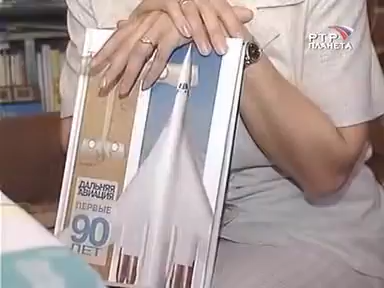 РТР
ПЛАНЕТА
ДАЛЬНЯЯ
АВИАЦИЯ
ПЕРВЫЕ
90
ЛЕТ